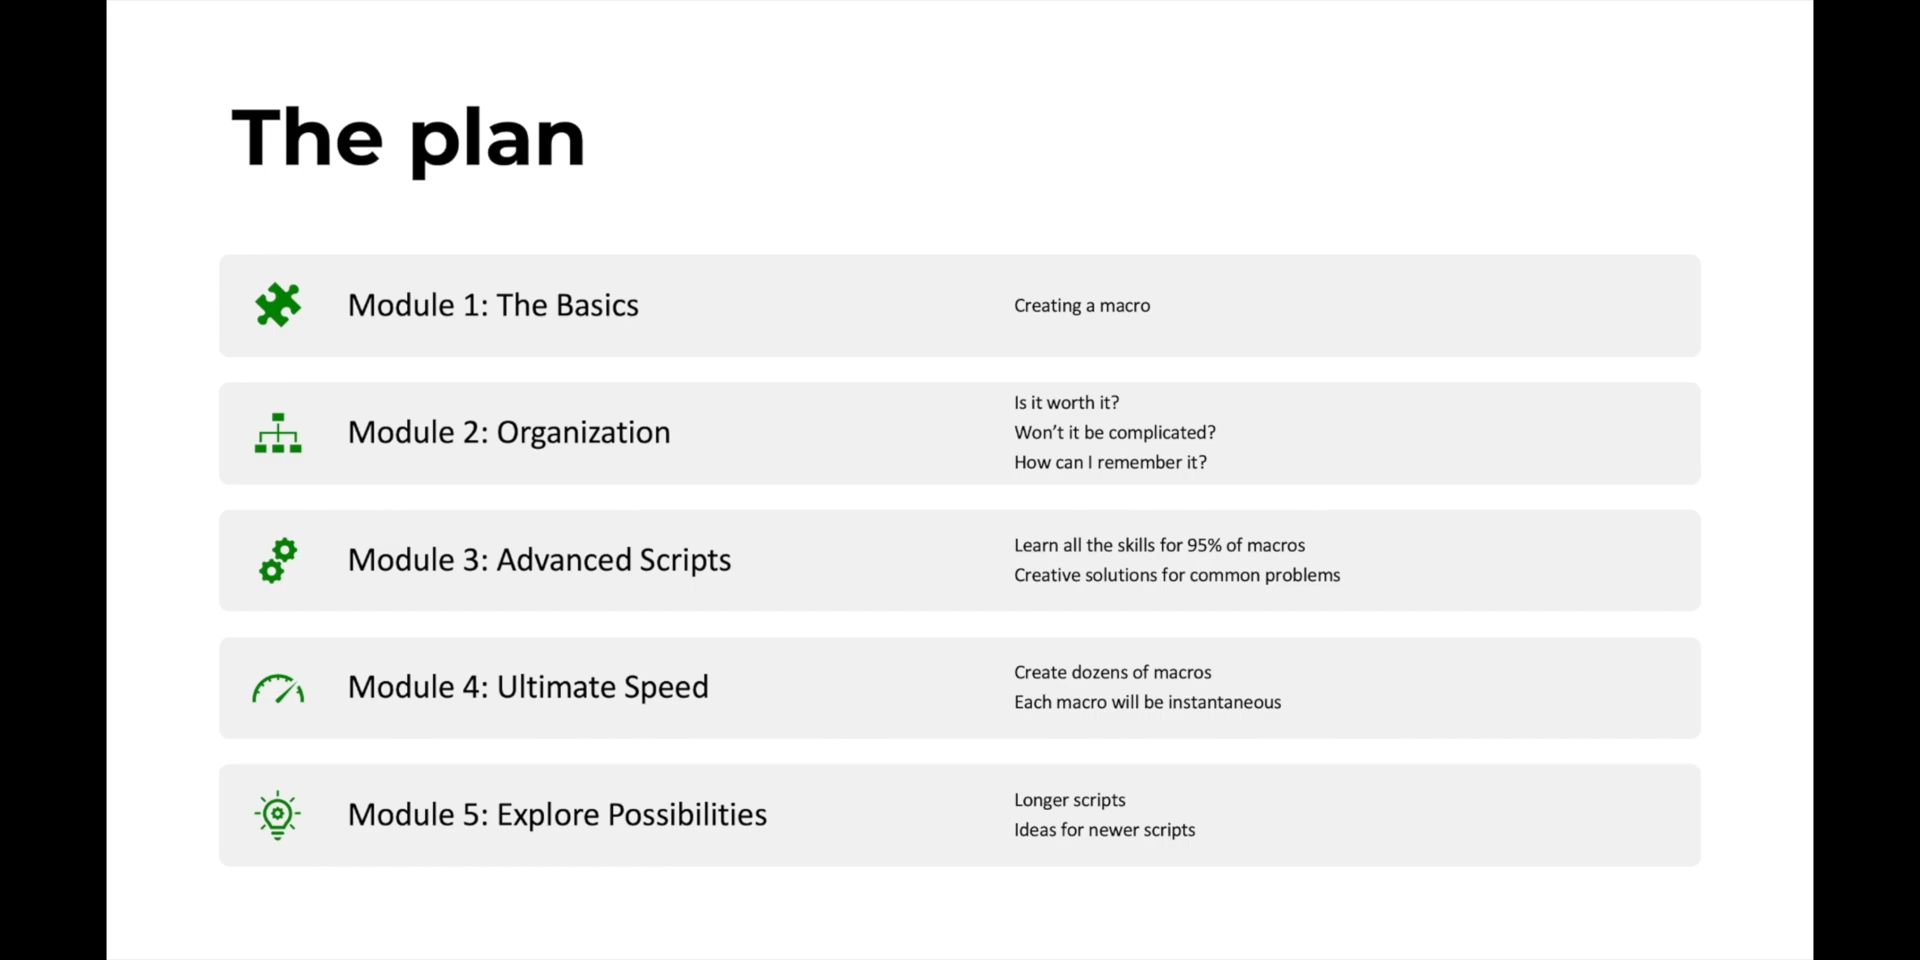 The plan
Module 1: The Basics
Creating a macro
Module 2: Organization
Is it worth it?
Won’t it be complicated?
How can I remember it?
Module 3: Advanced Scripts
Learn all the skills for 95% of macros
Creative solutions for common problems
Module 4: Ultimate Speed
Create dozens of macros
Each macro will be instantaneous
Module 5: Explore Possibilities
Longer scripts
Ideas for newer scripts